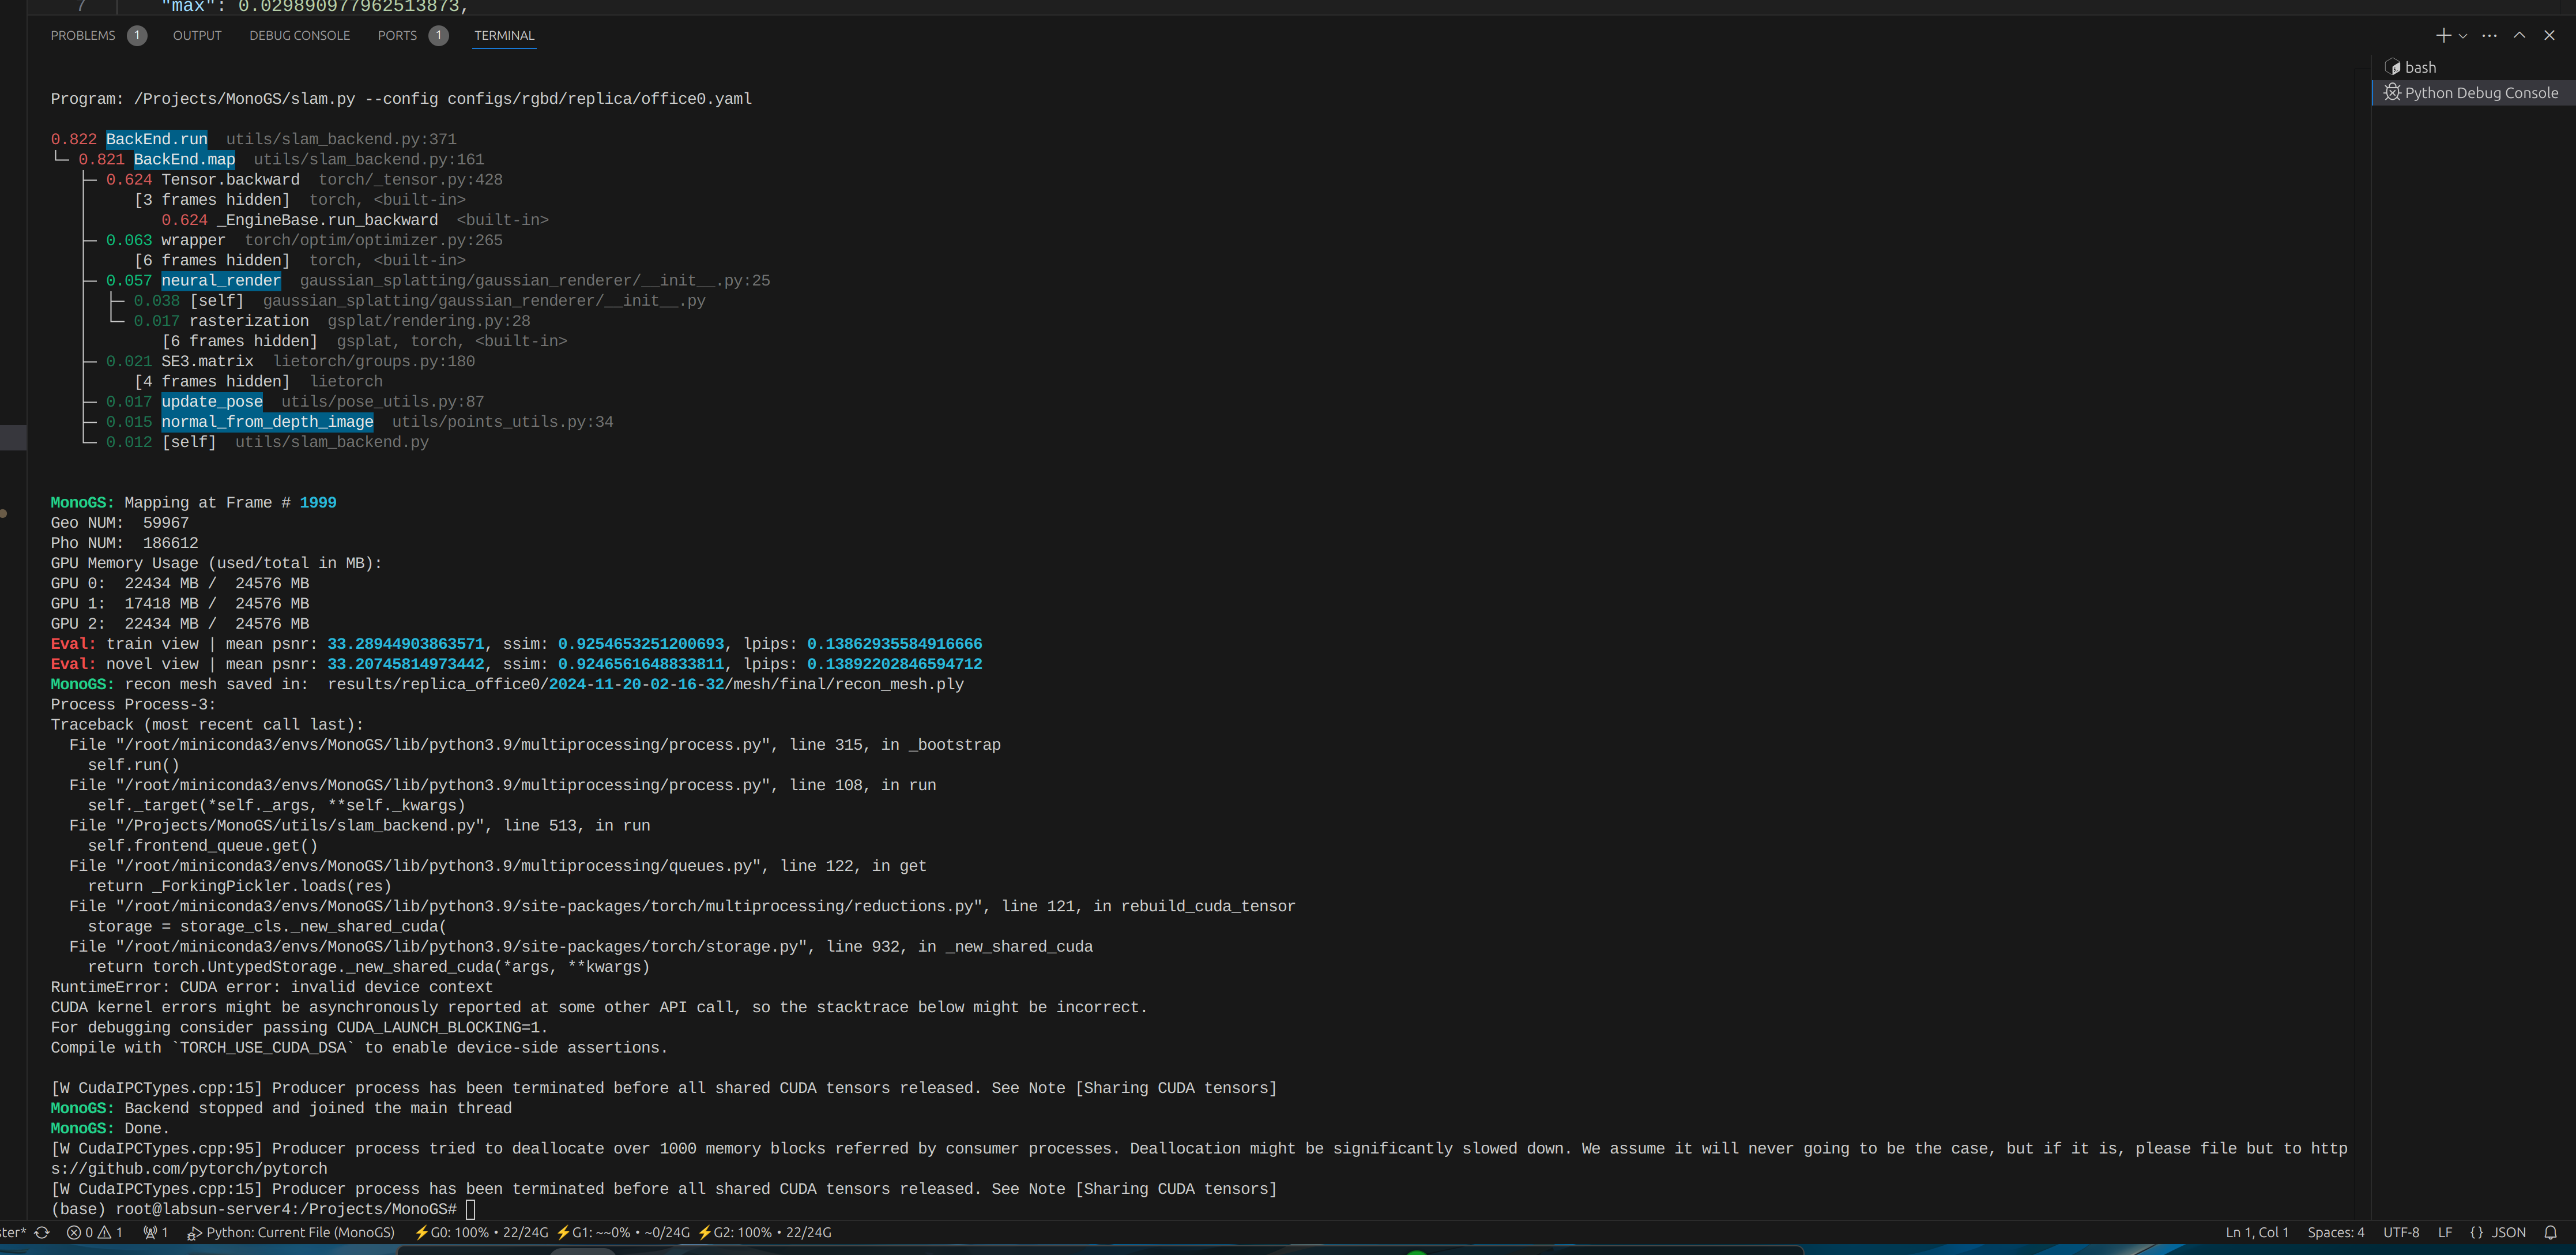 7 "max": 0.029890977962513873,
PROBLEMS 1 OUTPUT DEBUG CONSOLE PORTS 1 TERMINAL
bash
Python Debug Console
Program: /Projects/MonoGS/slam.py --config configs/rgbd/replica/office0.yaml
0.822 BackEnd.run utils/slam_backend.py:371
└─ 0.821 BackEnd.map utils/slam_backend.py:161
├─ 0.624 Tensor.backward torch/_tensor.py:428
│ [3 frames hidden] torch, <built-in>
│ 0.624 _EngineBase.run_backward <built-in>
├─ 0.063 wrapper torch/optim/optimizer.py:265
│ [6 frames hidden] torch, <built-in>
├─ 0.057 neural_render gaussian_splatting/gaussian_renderer/__init__.py:25
│ ├─ 0.038 [self] gaussian_splatting/gaussian_renderer/__init__.py
│ └─ 0.017 rasterization gsplat/rendering.py:28
│ [6 frames hidden] gsplat, torch, <built-in>
├─ 0.021 SE3.matrix lietorch/groups.py:180
│ [4 frames hidden] lietorch
├─ 0.017 update_pose utils/pose_utils.py:87
├─ 0.015 normal_from_depth_image utils/points_utils.py:34
└─ 0.012 [self] utils/slam_backend.py
MonoGS: Mapping at Frame # 1999
Geo NUM: 59967
Pho NUM: 186612
GPU Memory Usage (used/total in MB):
GPU 0: 22434 MB / 24576 MB
GPU 1: 17418 MB / 24576 MB
GPU 2: 22434 MB / 24576 MB
Eval: train view | mean psnr: 33.28944903863571, ssim: 0.9254653251200693, lpips: 0.13862935584916666
Eval: novel view | mean psnr: 33.20745814973442, ssim: 0.9246561648833811, lpips: 0.13892202846594712
MonoGS: recon mesh saved in: results/replica_office0/2024-11-20-02-16-32/mesh/final/recon_mesh.ply
Process Process-3:
Traceback (most recent call last):
File "/root/miniconda3/envs/MonoGS/lib/python3.9/multiprocessing/process.py", line 315, in _bootstrap
self.run()
File "/root/miniconda3/envs/MonoGS/lib/python3.9/multiprocessing/process.py", line 108, in run
self._target(*self._args, **self._kwargs)
File "/Projects/MonoGS/utils/slam_backend.py", line 513, in run
self.frontend_queue.get()
File "/root/miniconda3/envs/MonoGS/lib/python3.9/multiprocessing/queues.py", line 122, in get
return _ForkingPickler.loads(res)
File "/root/miniconda3/envs/MonoGS/lib/python3.9/site-packages/torch/multiprocessing/reductions.py", line 121, in rebuild_cuda_tensor
storage = storage_cls._new_shared_cuda(
File "/root/miniconda3/envs/MonoGS/lib/python3.9/site-packages/torch/storage.py", line 932, in _new_shared_cuda
return torch.UntypedStorage._new_shared_cuda(*args, **kwargs)
RuntimeError: CUDA error: invalid device context
CUDA kernel errors might be asynchronously reported at some other API call, so the stacktrace below might be incorrect.
For debugging consider passing CUDA_LAUNCH_BLOCKING=1.
Compile with `TORCH_USE_CUDA_DSA` to enable device-side assertions.
[W CudaIPCTypes.cpp:15] Producer process has been terminated before all shared CUDA tensors released. See Note [Sharing CUDA tensors]
MonoGS: Backend stopped and joined the main thread
MonoGS: Done.
[W CudaIPCTypes.cpp:95] Producer process tried to deallocate over 1000 memory blocks referred by consumer processes. Deallocation might be significantly slowed down. We assume it will never going to be the case, but if it is, please file but to http
s://github.com/pytorch/pytorch
[W CudaIPCTypes.cpp:15] Producer process has been terminated before all shared CUDA tensors released. See Note [Sharing CUDA tensors]
(base) root@labsun-server4:/Projects/MonoGS#
ter* 0 1 1 Python: Current File (MonoGS) ⚡G0: 100% • 22/24G ⚡G1: ~~0% • ~0/24G ⚡G2: 100% • 22/24G Ln 1, Col 1 Spaces: 4 UTF-8 LF {} JSON